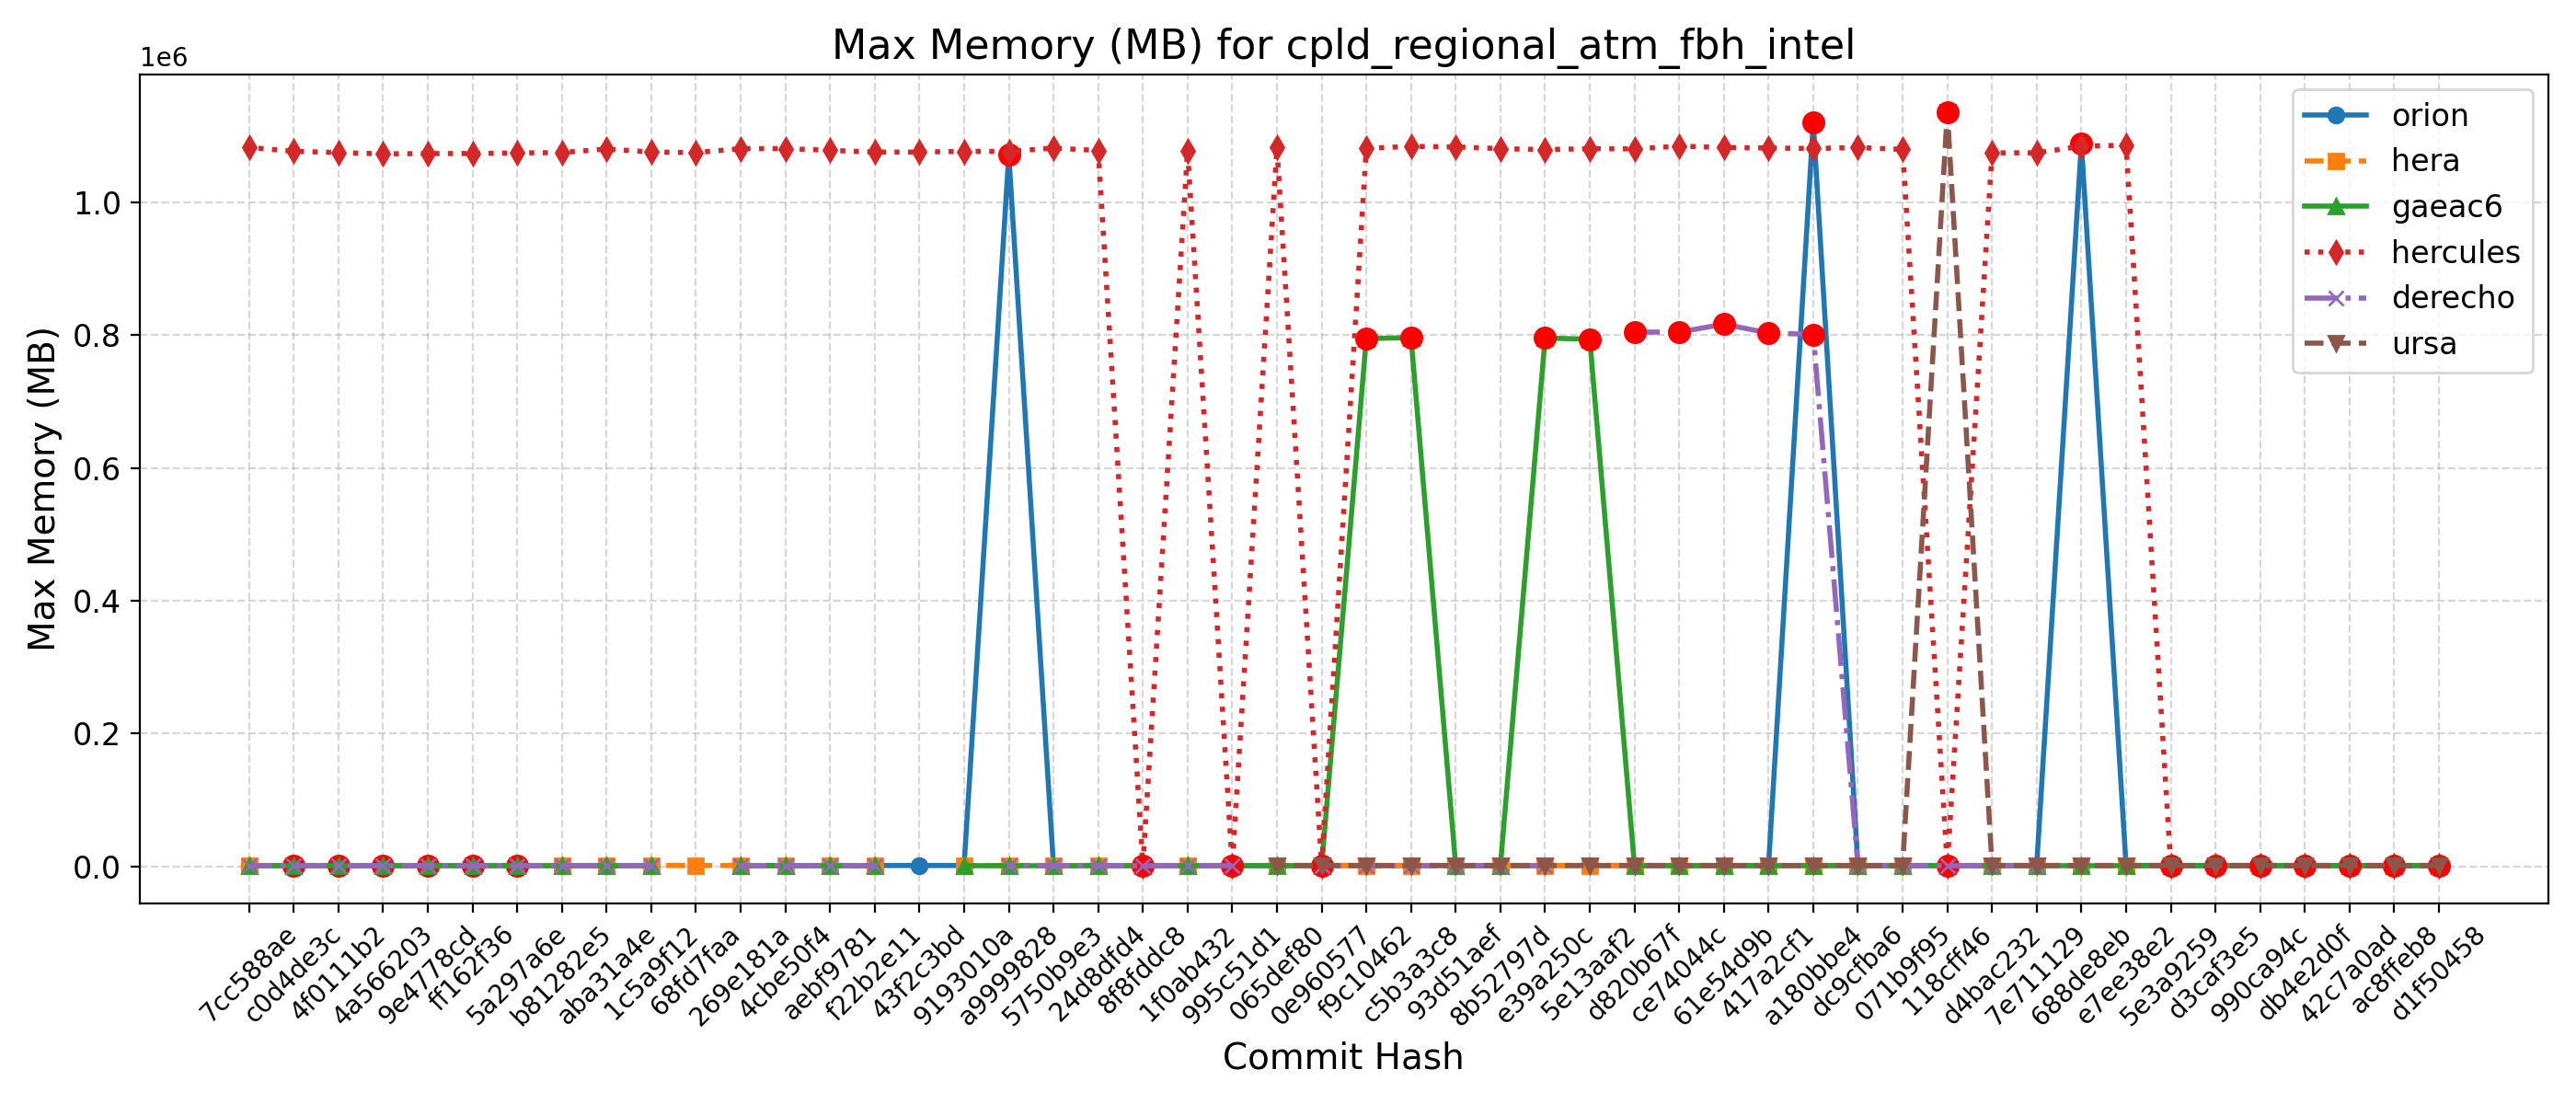 Max Memory (MB) for cpld_regional_atm_fbh_intel
1e6
1.0
0.8
0.6
0.4
0.2
0.0
Max Memory (MB)
orion
hera
gaeac6
hercules
derecho
ursa
7cc588ae
c0d4de3c
4f0111b2
4a566203
9e4778cd
ff162f36
5a297a6e
b81282e5
aba31a4e
1c5a9f12
68fd7faa
269e181a
4cbe50f4
aebf9781
f22b2e11
43f2c3bd
9193010a
a9999828
5750b9e3
24d8dfd4
8f8fddc8
1f0ab432
995c51d1
065def80
0e960577
f9c10462
c5b3a3c8
93d51aef
8b52797d
e39a250c
5e13aaf2
d820b67f
ce74044c
61e54d9b
417a2cf1
a180bbe4
dc9cfba6
071b9f95
118cff46
d4bac232
7e711129
688de8eb
e7ee38e2
5e3a9259
d3caf3e5
990ca94c
db4e2d0f
42c7a0ad
ac8ffeb8
d1f50458
Commit Hash